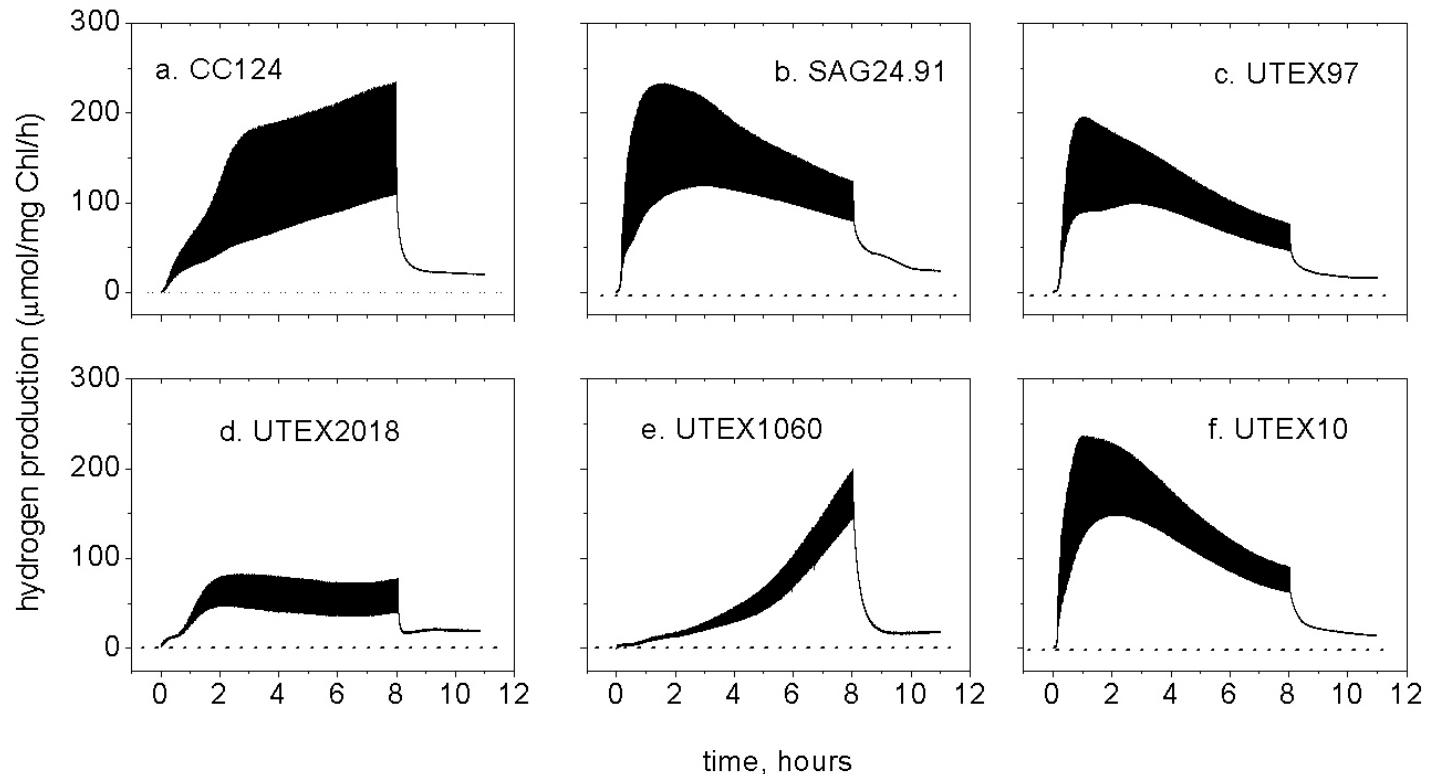 hydrogen production (μmol/mg Chl/h)
300
200
100
0
a. CC124
b. SAG24.91
c. UTEX97
300
200
100
0
d. UTEX2018
e. UTEX1060
f. UTEX10
0 2 4 6 8 10 12
0 2 4 6 8 10 12
0 2 4 6 8 10 12
time, hours